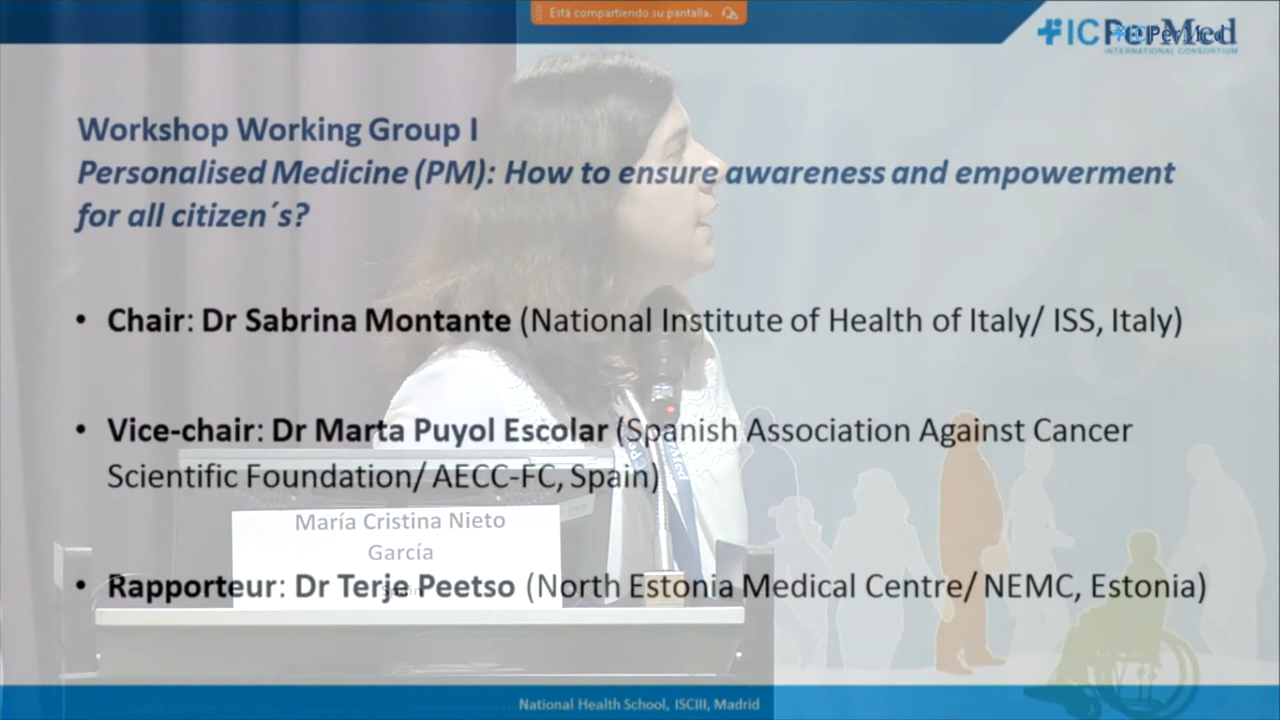 Está compartiendo su pantalla.
ICPerMed
INTERNATIONAL CONSORTIUM
Workshop Working Group I
Personalised Medicine (PM): How to ensure awareness and empowerment
for all citizen´s?
• Chair: Dr Sabrina Montante (National Institute of Health of Italy/ ISS, Italy)
• Vice-chair: Dr Marta Puyol Escolar (Spanish Association Against Cancer
Scientific Foundation/ AECC-FC, Spain)
PerMed
María Cristina Nieto
García
• Rapporteur: Dr Terje Peetso (North Estonia Medical Centre/ NEMC, Estonia)
National Health School, ISCIII, Madrid